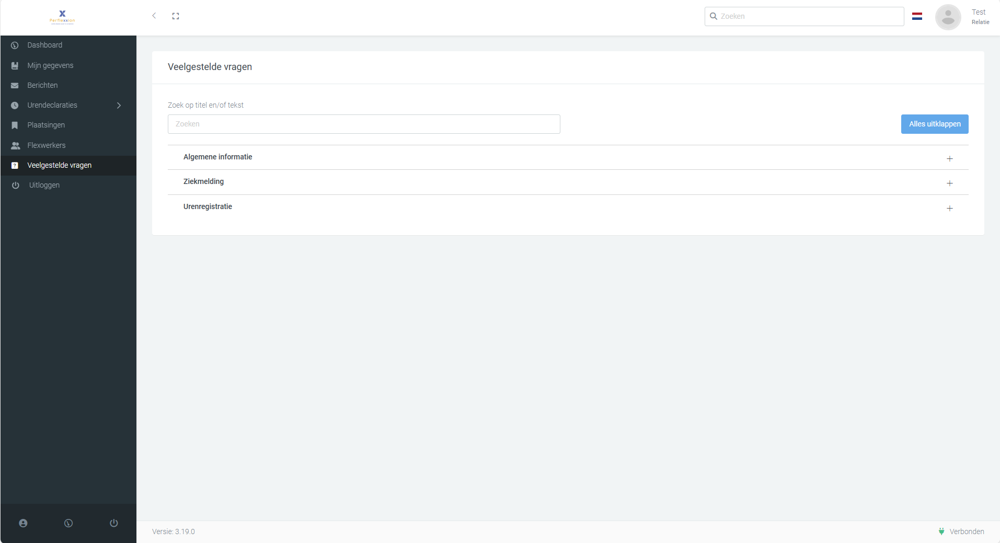 Perflexxion
Zoeken
Test
Relatie
Dashboard
Mijn gegevens
Berichten
Urendeclaraties
Plaatsingen
Flexwerkers
Veelgestelde vragen
Uitloggen
Veelgestelde vragen
Zoek op titel en/of tekst
Zoeken
Alles uitklappen
Algemene informatie
Ziekmelding
Urenregistratie
Versie: 3.19.0
Verbonden